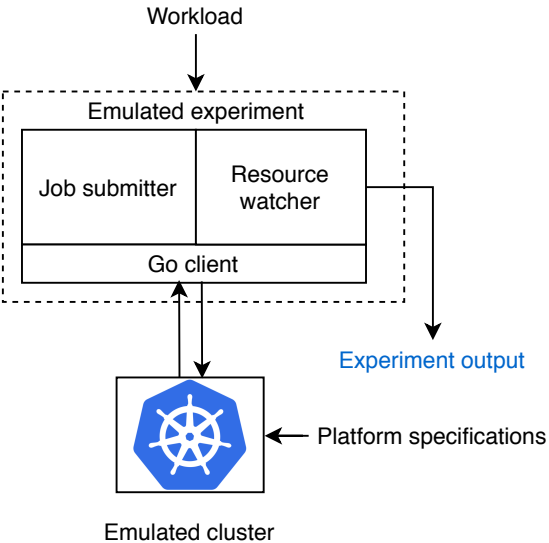 Workload
Emulated experiment
Job submitter
Resource
watcher
Go client
Experiment output
Platform specifications
Emulated cluster